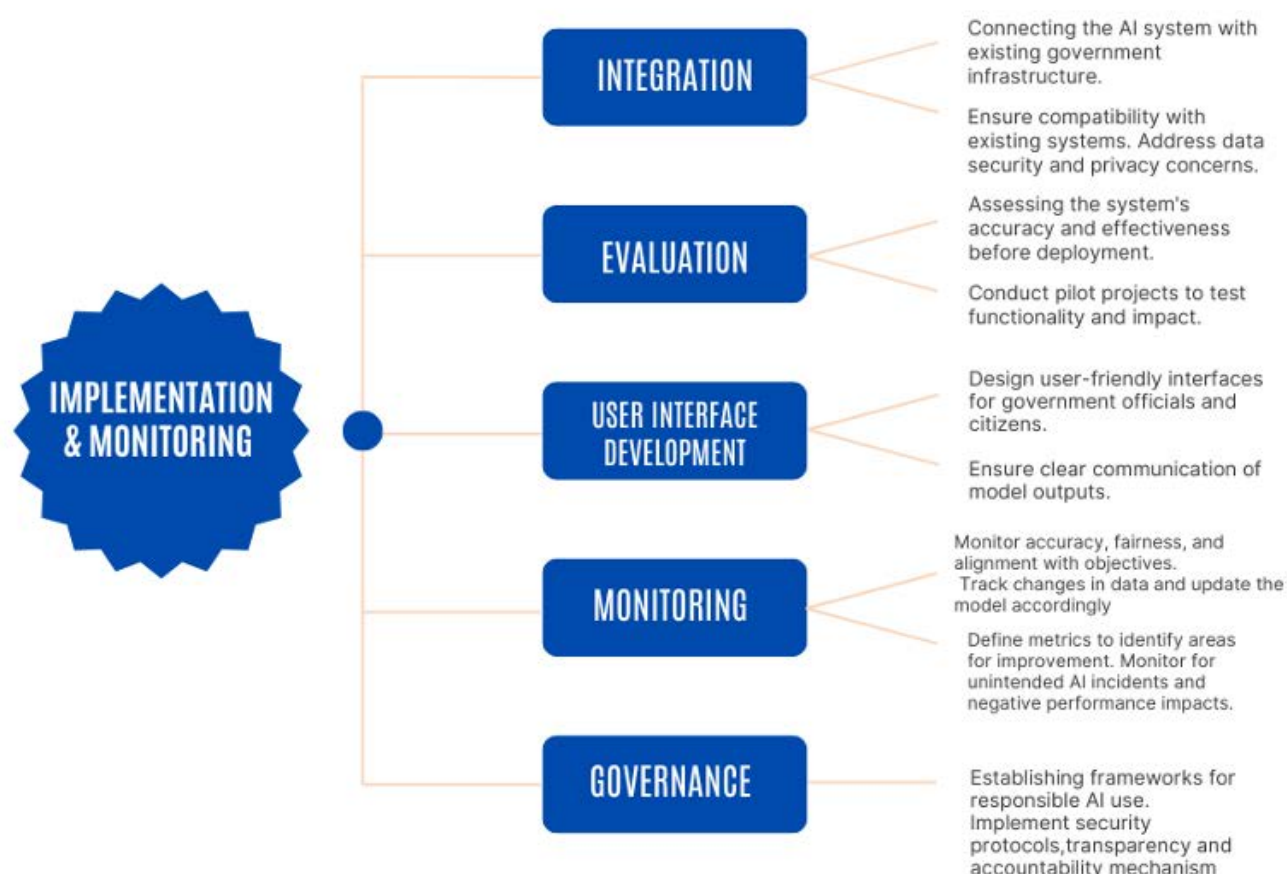 IMPLEMENTATION
& MONITORING
INTEGRATION
Connecting the AI system with
existing government
infrastructure.
Ensure compatibility with
existing systems. Address data
security and privacy concerns.
EVALUATION
Assessing the system's
accuracy and effectiveness
before deployment.
Conduct pilot projects to test
functionality and impact.
USER INTERFACE
DEVELOPMENT
Design user-friendly interfaces
for government officials and
citizens.
Ensure clear communication of
model outputs.
MONITORING
Monitor accuracy, fairness, and
alignment with objectives.
Track changes in data and update the
model accordingly
Define metrics to identify areas
for improvement. Monitor for
unintended AI incidents and
negative performance impacts.
GOVERNANCE
Establishing frameworks for
responsible AI use.
Implement security
protocols,transparency and
accountability mechanism